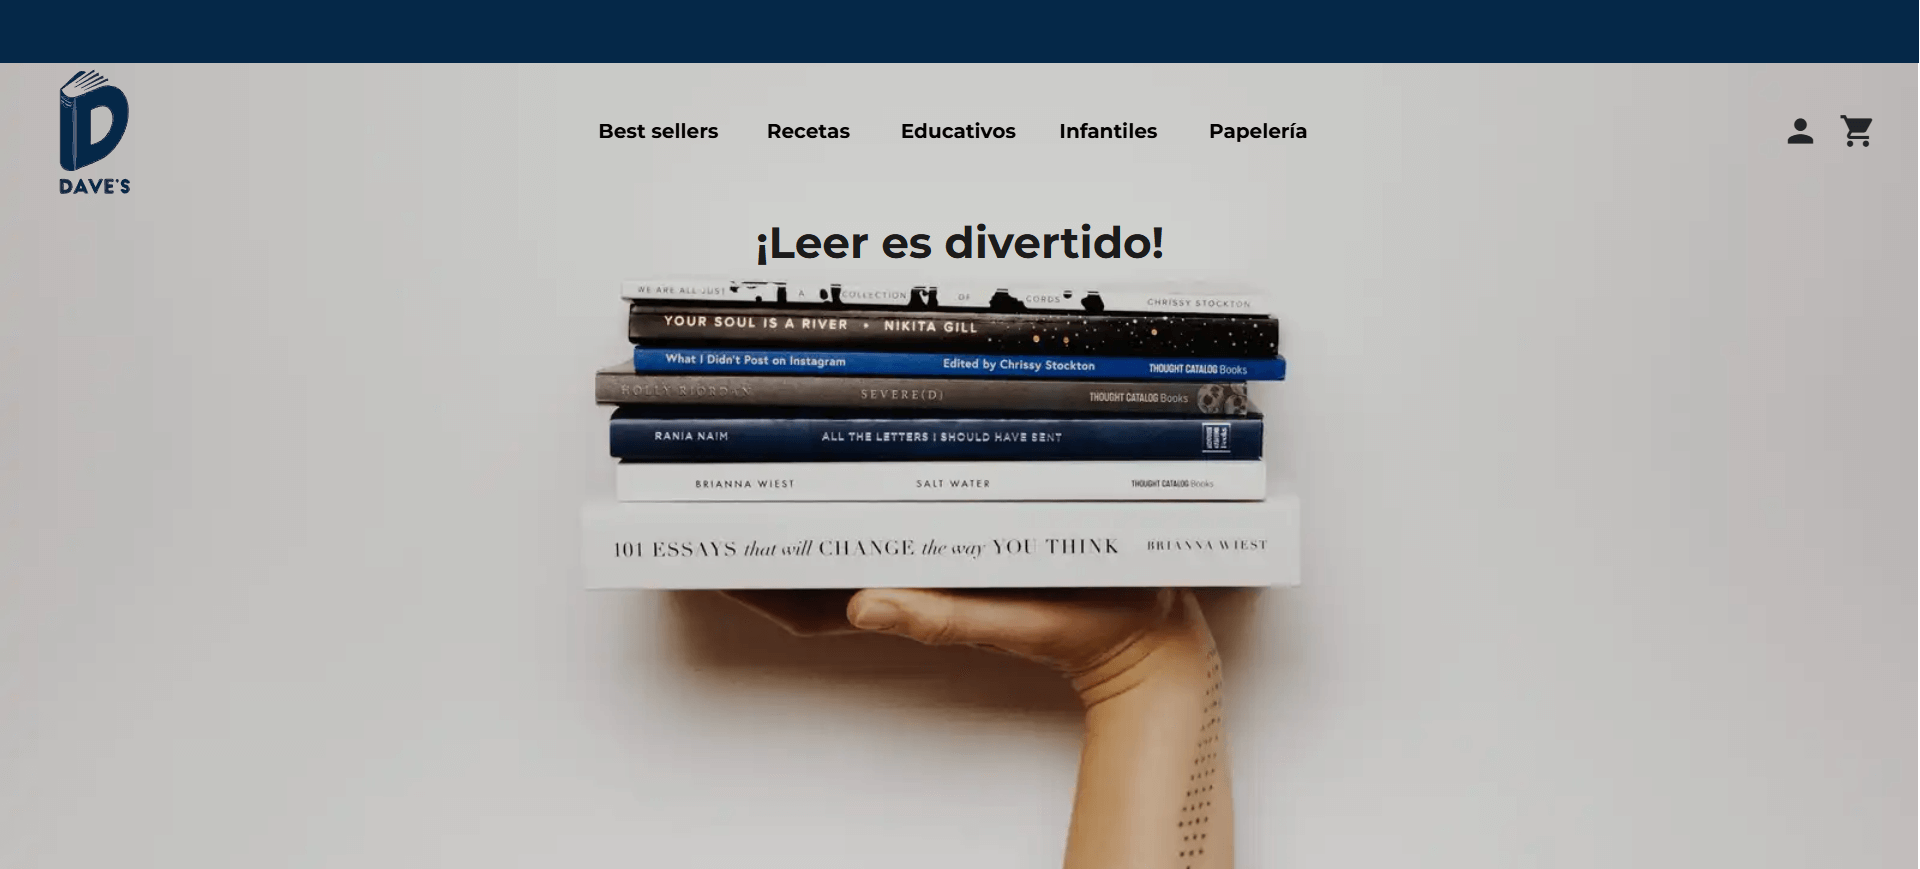 DAVE'S
Best sellers Recetas Educativos Infantiles Papelería
¡Leer es divertido!
WE ARE ALL JUST A COLLECTION OF CORDS CHRISSY STOCKTON
YOUR SOUL IS A RIVER • NIKITA GILL
What I Didn't Post on Instagram Edited by Chrissy Stockton THOUGHT CATALOG Books
HOLLY RIORDAN SEVERE(D) THOUGHT CATALOG Books
RANIA NAIM ALL THE LETTERS I SHOULD HAVE SENT
BRIANNA WIEST SALT WATER THOUGHT CATALOG Books
101 ESSAYS that will CHANGE the way YOU THINK BRIANNA WIEST